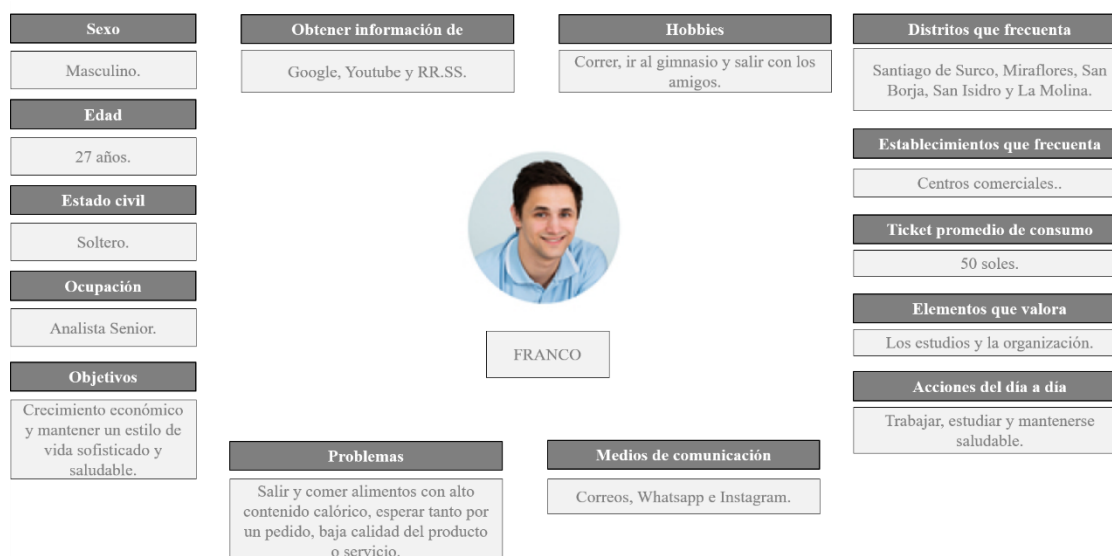 Sexo
Masculino.
Edad
27 años.
Estado civil
Soltero.
Ocupación
Analista Senior.
Objetivos
Crecimiento económico
y mantener un estilo de
vida sofisticado y
saludable.
Obtener información de
Google, Youtube y RR.SS.
Hobbies
Correr, ir al gimnasio y salir con los
amigos.
FRANCO
Problemas
Salir y comer alimentos con alto
contenido calórico, esperar tanto por
un pedido, baja calidad del producto
o servicio.
Medios de comunicación
Correos, Whatsapp e Instagram.
Distritos que frecuenta
Santiago de Surco, Miraflores, San
Borja, San Isidro y La Molina.
Establecimientos que frecuenta
Centros comerciales..
Ticket promedio de consumo
50 soles.
Elementos que valora
Los estudios y la organización.
Acciones del día a día
Trabajar, estudiar y mantenerse
saludable.